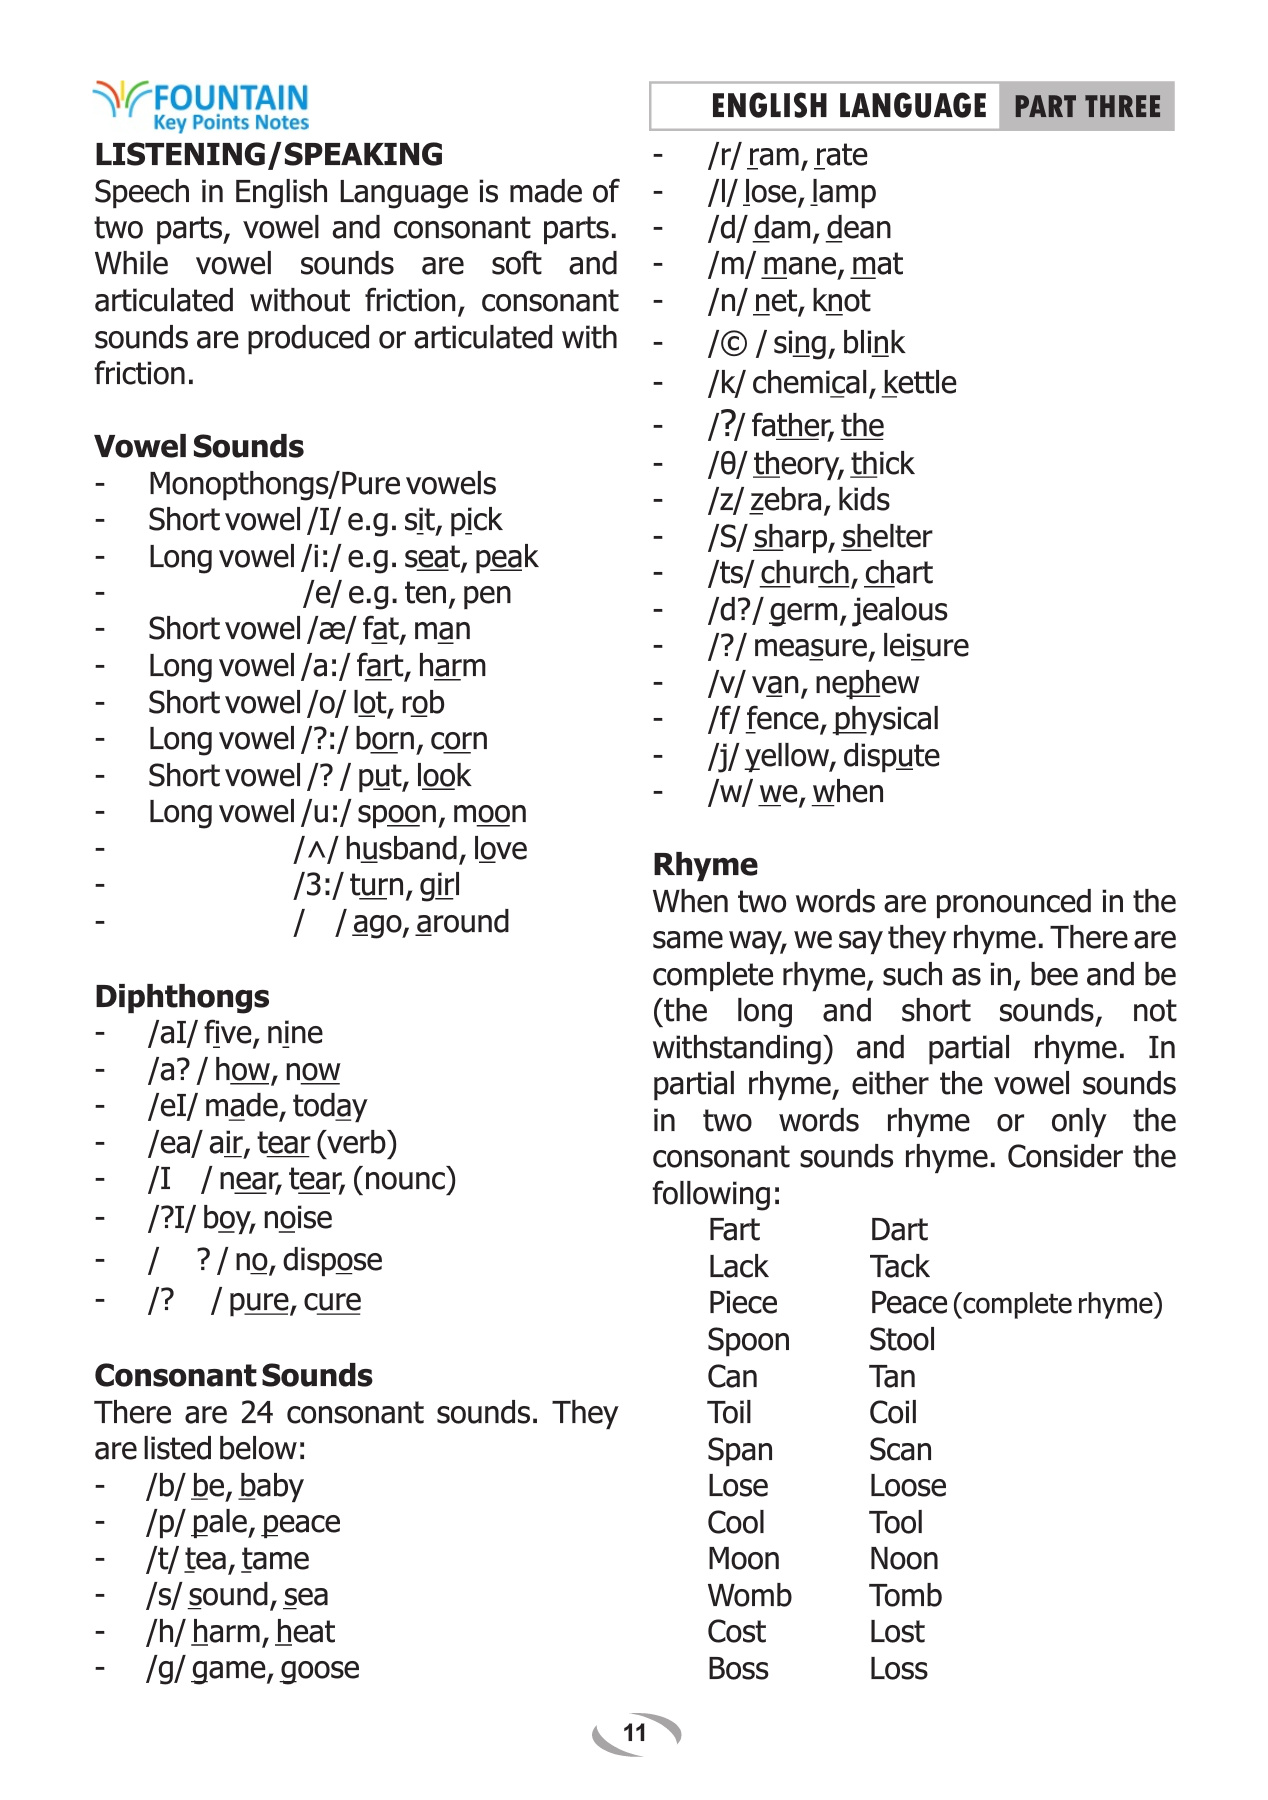 FOUNTAIN
Key Points Notes
ENGLISH LANGUAGE PART THREE
LISTENING/SPEAKING
Speech in English Language is made of
two parts, vowel and consonant parts.
While vowel sounds are soft and
articulated without friction, consonant
sounds are produced or articulated with
friction.
Vowel Sounds
- Monopthongs/Pure vowels
- Short vowel /I/ e.g. sit, pick
- Long vowel /i:/ e.g. seat, peak
- /e/ e.g. ten, pen
- Short vowel /æ/ fat, man
- Long vowel /a:/ fart, harm
- Short vowel /o/ lot, rob
- Long vowel /?:/ born, corn
- Short vowel /? / put, look
- Long vowel /u:/ spoon, moon
- /^/ husband, love
- /3:/ turn, girl
- / / ago, around
Diphthongs
- /aI/ five, nine
- /a? / how, now
- /eI/ made, today
- /ea/ air, tear (verb)
- /I / near, tear, (nounc)
- /?I/ boy, noise
- / ? / no, dispose
- /? / pure, cure
Consonant Sounds
There are 24 consonant sounds. They
are listed below:
- /b/ be, baby
- /p/ pale, peace
- /t/ tea, tame
- /s/ sound, sea
- /h/ harm, heat
- /g/ game, goose
- /r/ ram, rate
- /l/ lose, lamp
- /d/ dam, dean
- /m/ mane, mat
- /n/ net, knot
- /© / sing, blink
- /k/ chemical, kettle
- /?/ father, the
- /θ/ theory, thick
- /z/ zebra, kids
- /S/ sharp, shelter
- /ts/ church, chart
- /d?/ germ, jealous
- /?/ measure, leisure
- /v/ van, nephew
- /f/ fence, physical
- /j/ yellow, dispute
- /w/ we, when
Rhyme
When two words are pronounced in the
same way, we say they rhyme. There are
complete rhyme, such as in, bee and be
(the long and short sounds, not
withstanding) and partial rhyme. In
partial rhyme, either the vowel sounds
in two words rhyme or only the
consonant sounds rhyme. Consider the
following:
Fart Dart
Lack Tack
Piece Peace (complete rhyme)
Spoon Stool
Can Tan
Toil Coil
Span Scan
Lose Loose
Cool Tool
Moon Noon
Womb Tomb
Cost Lost
Boss Loss
11